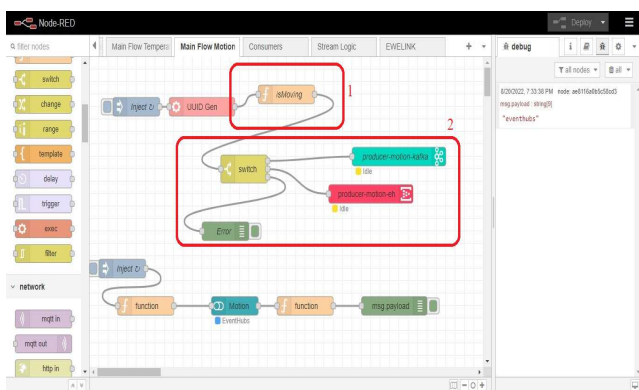 Node-RED
Deploy
filter nodes
Main Flow Tempera
Main Flow Motion
Consumers
Stream Logic
EWELINK
debug
all nodes
all
switch
change
range
template
delay
trigger
exec
filter
network
mqtt in
mqtt out
http in
Inject ↻
UUID Gen
isMoving
1
2
switch
producer-motion-kafka
Idle
producer-motion-eh
Idle
Error
Inject ↻
function
Motion
EventHubs
function
msg.payload
8/29/2022, 7:33:36 PM node: ae8116a8b5c58cd3
msg.payload : string[9]
"eventhubs"